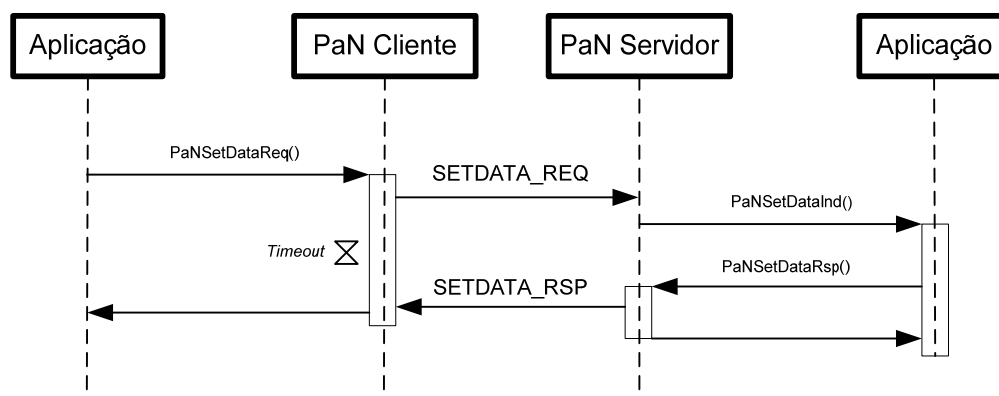 Aplicação
PaN Cliente
PaN Servidor
Aplicação
PaNSetDataReq()
SETDATA_REQ
PaNSetDataInd()
Timeout
PaNSetDataRsp()
SETDATA_RSP